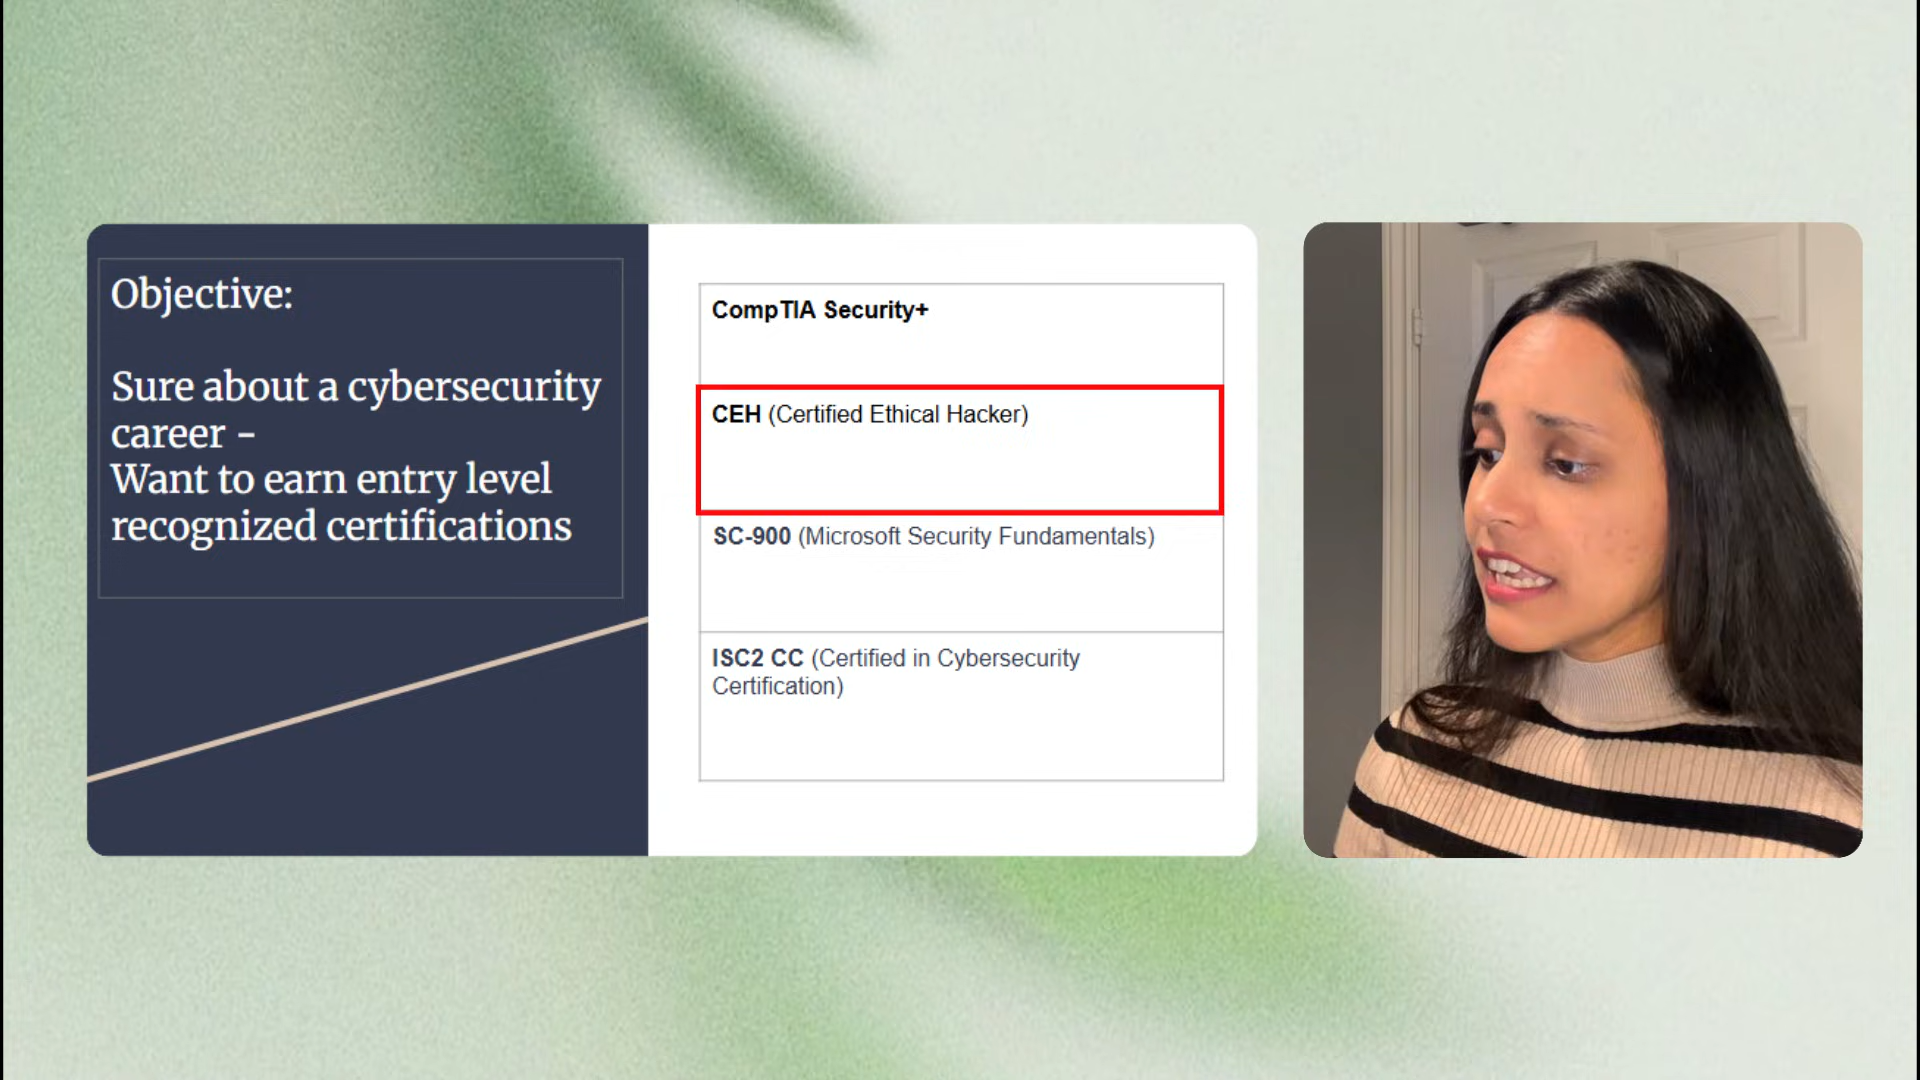 Objective:
Sure about a cybersecurity
career -
Want to earn entry level
recognized certifications
CompTIA Security+
CEH (Certified Ethical Hacker)
SC-900 (Microsoft Security Fundamentals)
ISC2 CC (Certified in Cybersecurity
Certification)